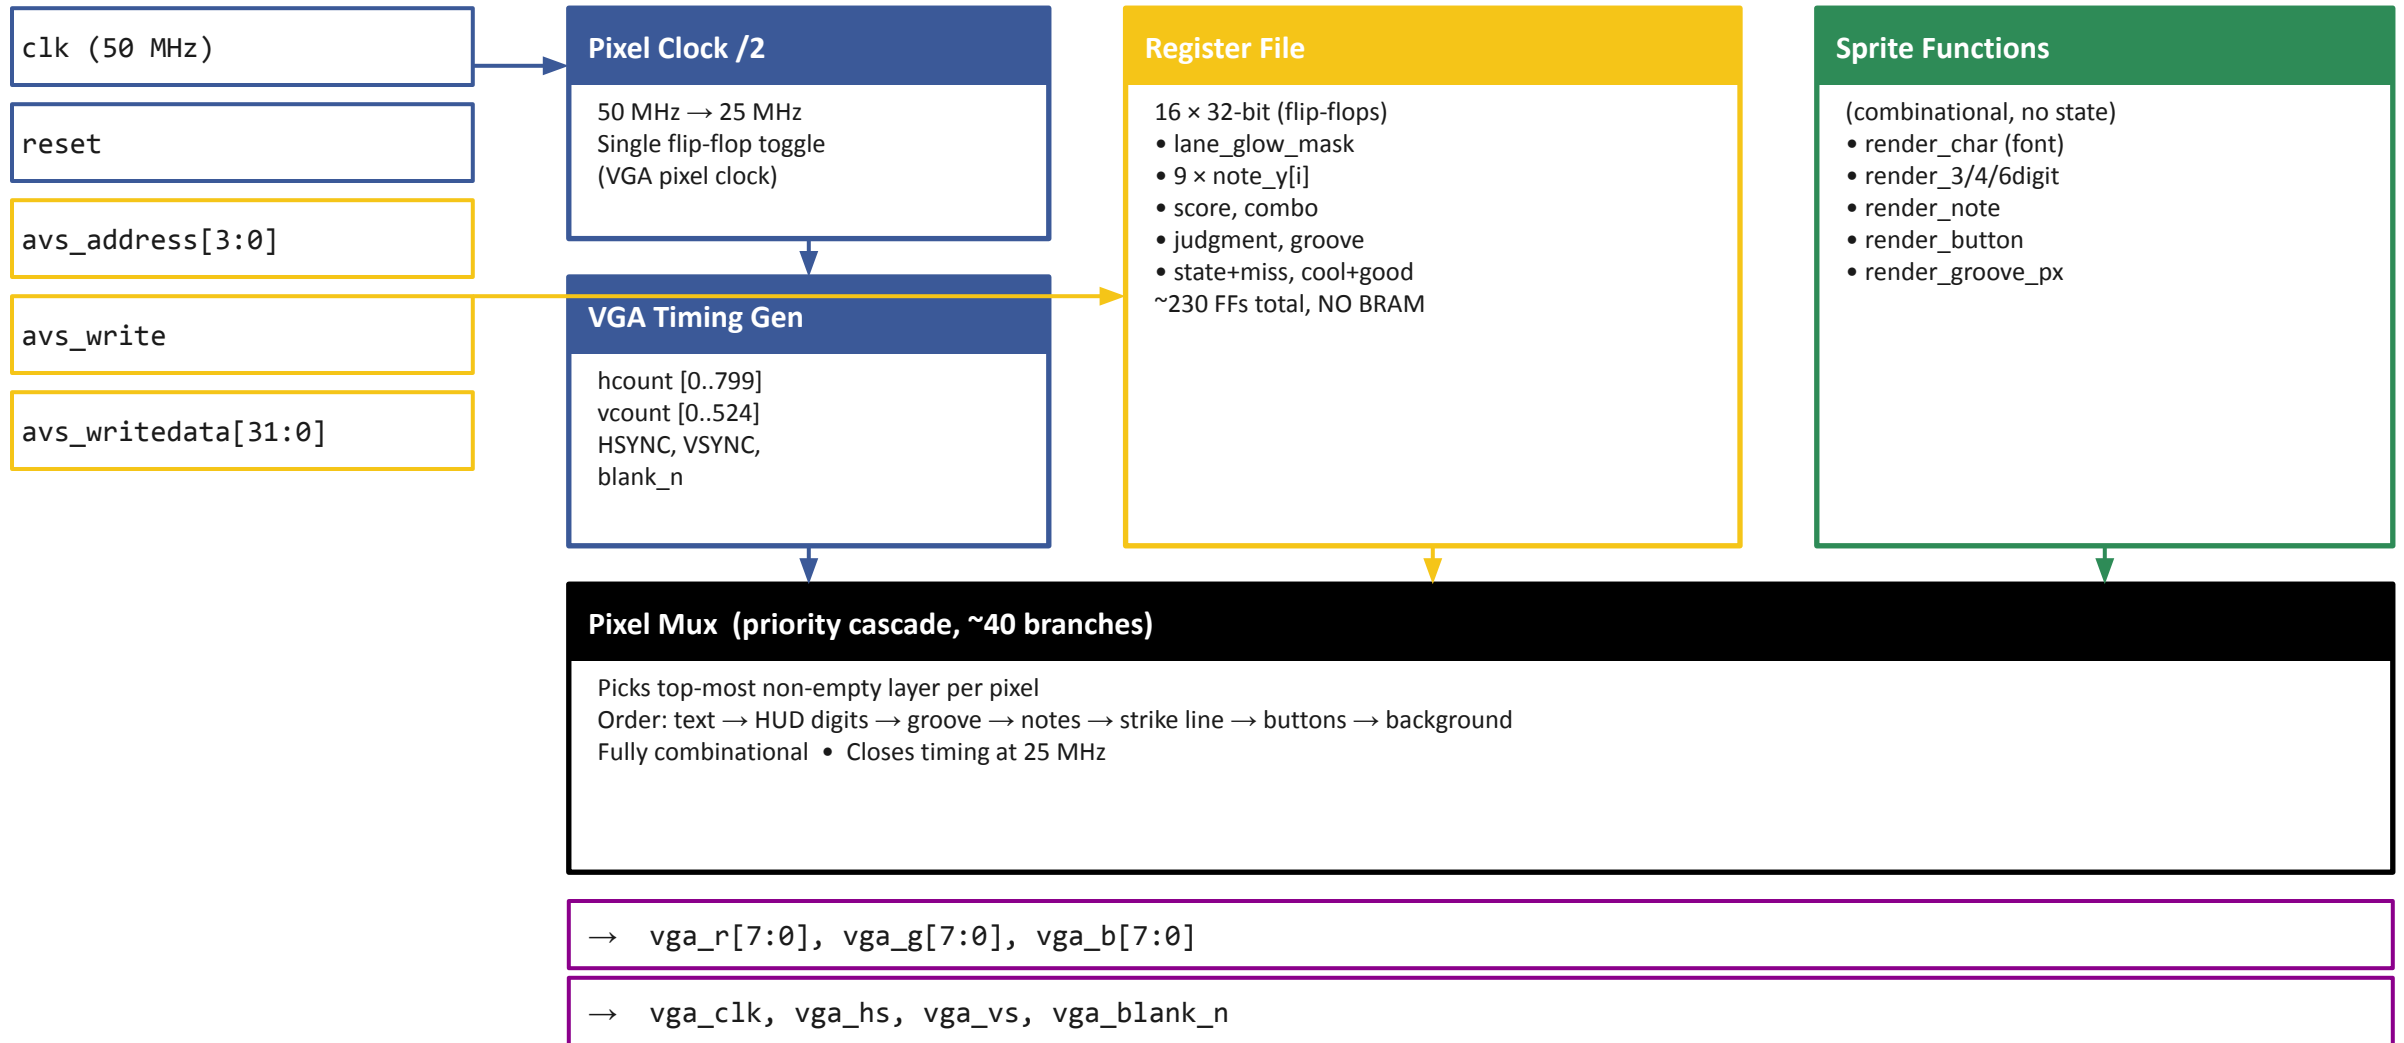 clk (50 MHz)
reset
avs_address[3:0]
avs_write
avs_writedata[31:0]
Pixel Clock /2
50 MHz → 25 MHz
Single flip-flop toggle
(VGA pixel clock)
VGA Timing Gen
hcount [0..799]
vcount [0..524]
HSYNC, VSYNC,
blank_n
Register File
16 × 32-bit (flip-flops)
• lane_glow_mask
• 9 × note_y[i]
• score, combo
• judgment, groove
• state+miss, cool+good
~230 FFs total, NO BRAM
Sprite Functions
(combinational, no state)
• render_char (font)
• render_3/4/6digit
• render_note
• render_button
• render_groove_px
Pixel Mux (priority cascade, ~40 branches)
Picks top-most non-empty layer per pixel
Order: text → HUD digits → groove → notes → strike line → buttons → background
Fully combinational • Closes timing at 25 MHz
→ vga_r[7:0], vga_g[7:0], vga_b[7:0]
→ vga_clk, vga_hs, vga_vs, vga_blank_n